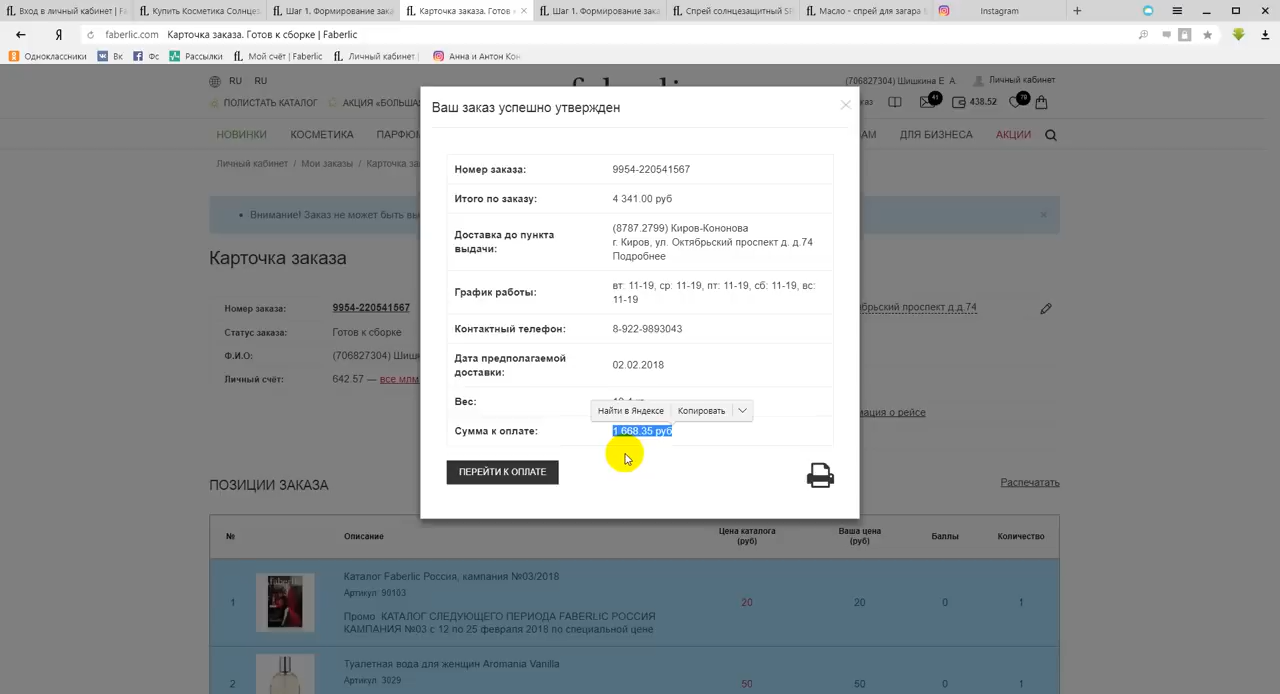 Вход в личный кабинет | Fa
Купить Косметика Солнцез
Шаг 1. Формирование зака
Карточка заказа. Готов к
Шаг 1. Формирование зака
Спрей солнцезащитный SP
Масло - спрей для загара
Instagram
Я
faberlic.com Карточка заказа. Готов к сборке | Faberlic
Одноклассники Вк Фс Рассылки Мой счёт | Faberlic Личный кабинет Анна и Антон Кон
RU RU
(706827304) Шишкина Е. А. Личный кабинет
ПОЛИСТАТЬ КАТАЛОГ АКЦИЯ «БОЛЬША
41 438.52 79
НОВИНКИ КОСМЕТИКА ПАРФЮМ
АМ ДЛЯ БИЗНЕСА АКЦИИ
Личный кабинет / Мои заказы / Карточка за
Внимание! Заказ не может быть вы
Карточка заказа
Номер заказа: 9954-220541567
брьский проспект д.д.74
Статус заказа: Готов к сборке
Ф.И.О: (706827304) Шишк
Личный счёт: 642.57 — все млм
мация о рейсе
Ваш заказ успешно утвержден
Номер заказа: 9954-220541567
Итого по заказу: 4 341.00 руб
Доставка до пункта выдачи: (8787.2799) Киров-Кононова
г. Киров, ул. Октябрьский проспект д. д.74
Подробнее
График работы: вт: 11-19, ср: 11-19, пт: 11-19, сб: 11-19, вс:
11-19
Контактный телефон: 8-922-9893043
Дата предполагаемой доставки: 02.02.2018
Вес:
Найти в Яндексе Копировать
Сумма к оплате: 1 668.35 руб
ПЕРЕЙТИ К ОПЛАТЕ
ПОЗИЦИИ ЗАКАЗА
Распечатать
№ Описание Цена каталога (руб) Ваша цена (руб) Баллы Количество
Каталог Faberlic Россия, кампания №03/2018
Артикул: 90103
1 20 20 0 1
Промо. КАТАЛОГ СЛЕДУЮЩЕГО ПЕРИОДА FABERLIC РОССИЯ
КАМПАНИЯ №03 с 12 по 25 февраля 2018 по специальной цене
Туалетная вода для женщин Aromania Vanilla
Артикул: 3029
2 50 50 0 1